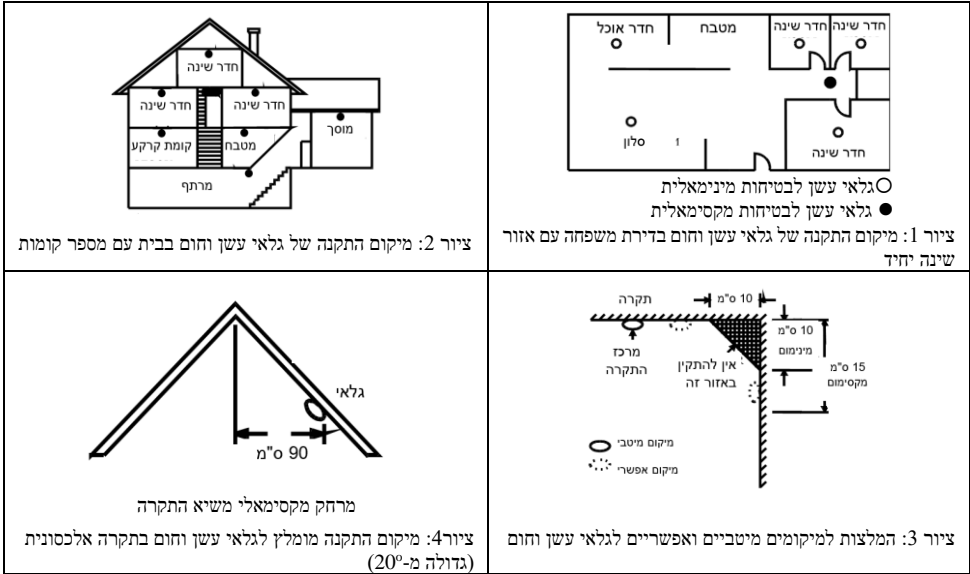 חדר אוכל
מטבח
חדר שינה
חדר שינה
סלון
1
חדר שינה
גלאי עשן לבטיחות מינימאלית
גלאי עשן לבטיחות מקסימאלית
ציור 1: מיקום התקנה של גלאי עשן וחום בדירת משפחה עם אזור
שינה יחיד
חדר שינה
חדר שינה
חדר שינה
קומת קרקע
מטבח
מוסך
מרתף
ציור 2: מיקום התקנה של גלאי עשן וחום בבית עם מספר קומות
תקרה
10 ס"מ
10 ס"מ
מינימום
15 ס"מ
מקסימום
מרכז
התקרה
אין להתקין
באזור זה
מיקום מיטבי
מיקום אפשרי
ציור 3: המלצות למיקומים מיטביים ואפשריים לגלאי עשן וחום
גלאי
90 ס"מ
מרחק מקסימאלי משיא התקרה
ציור4: מיקום התקנה מומלץ לגלאי עשן וחום בתקרה אלכסונית
(גדולה מ-20°)